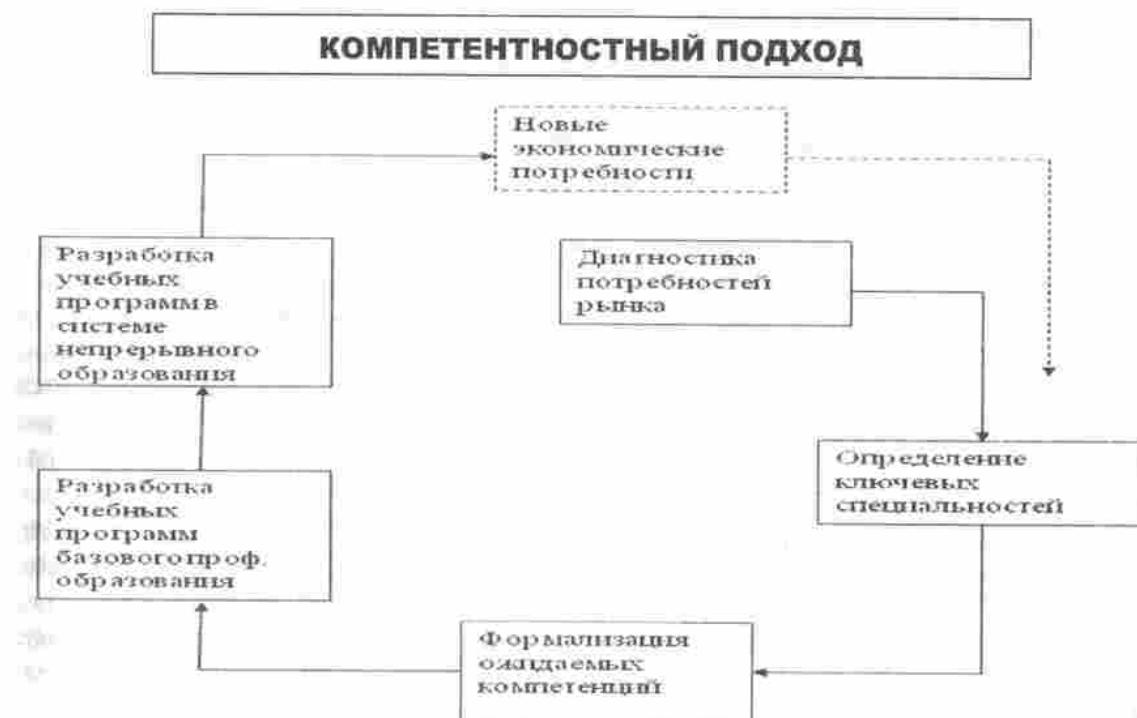 КОМПЕТЕНТНОСТНЫЙ ПОДХОД
Новые
экономические
потребности
Разработка
учебных
программ в
системе
непрерывного
образования
Диагностика
потребностей
рынка
Определение
ключевых
специальностей
Разработка
учебных
программ
базового проф.
образования
Формализация
ожидаемых
компетенций